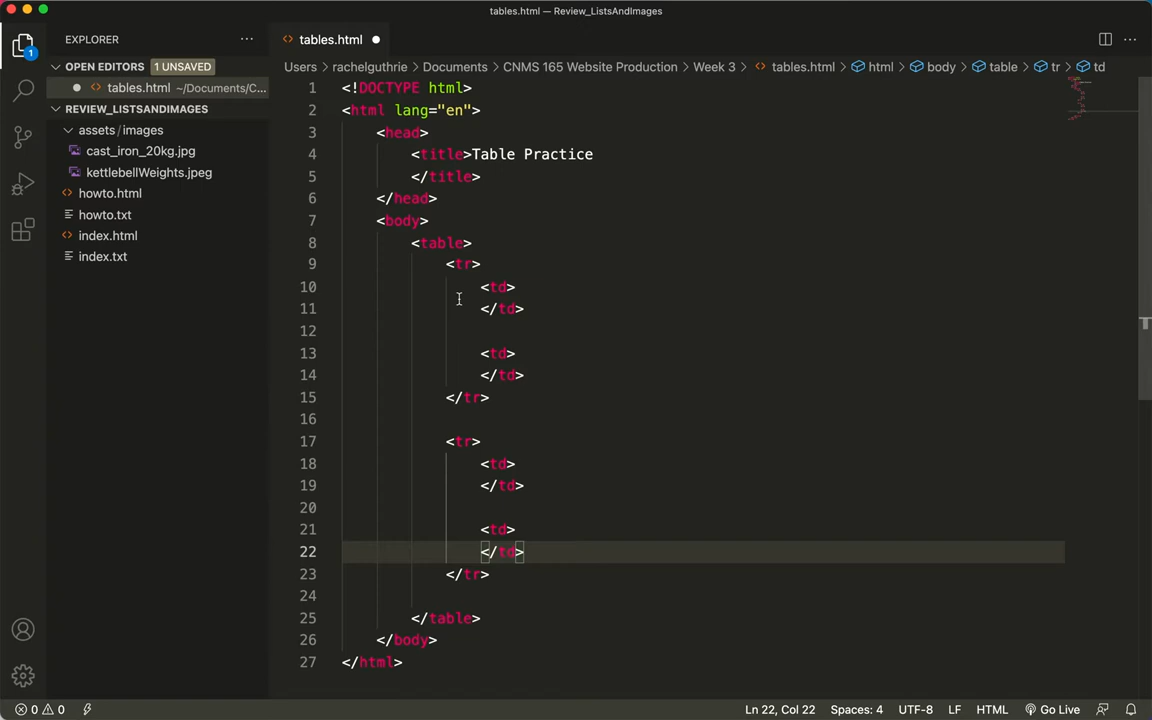 tables.html — Review_ListsAndImages
EXPLORER
tables.html
OPEN EDITORS 1 UNSAVED
Users rachelguthrie Documents CNMS 165 Website Production Week 3 tables.html html body table tr td
tables.html ~/Documents/C...
REVIEW_LISTSANDIMAGES
assets/images
cast_iron_20kg.jpg
kettlebellWeights.jpeg
howto.html
howto.txt
index.html
index.txt
1 <!DOCTYPE html>
2 <html lang="en">
3 <head>
4 <title>Table Practice
5 </title>
6 </head>
7 <body>
8 <table>
9 <tr>
10 <td>
11 </td>
12
13 <td>
14 </td>
15 </tr>
16
17 <tr>
18 <td>
19 </td>
20
21 <td>
22 </td>
23 </tr>
24
25 </table>
26 </body>
27 </html>
1
0 0
Ln 22, Col 22 Spaces: 4 UTF-8 LF HTML Go Live